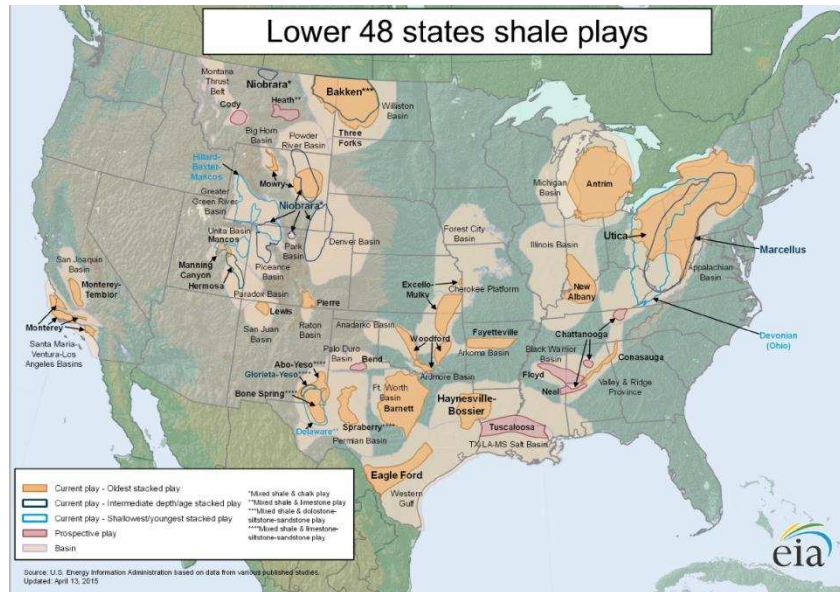 Lower 48 states shale plays
Montana
Thrust
Belt
Cody
Niobrara*
Heath**
Big Horn
Basin
Powder
River Basin
Bakken***
Williston
Basin
Three
Forks
Hilliard-
Baxter-
Mancos
Greater
Green River
Basin
Mowry
Niobrara*
Uinta Basin
Mancos
Manning
Canyon
Hermosa
Park
Basin
Piceance
Basin
Paradox Basin
Denver Basin
San Joaquin
Basin
Monterey-
Temblor
Monterey
Santa Maria-
Ventura-Los
Angeles Basins
Lewis
San Juan
Basin
Pierre
Raton
Basin
Forest City
Basin
Excello-
Mulky
Cherokee Platform
Anadarko Basin
Woodford
Palo Duro
Basin
Bend
Ardmore Basin
Fayetteville
Arkoma Basin
Abo-Yeso****
Glorieta-Yeso****
Bone Spring****
Delaware**
Spraberry****
Permian Basin
Ft. Worth
Basin
Barnett
Haynesville-
Bossier
Tuscaloosa
TX-LA-MS Salt Basin
Eagle Ford
Western
Gulf
Michigan
Basin
Antrim
Illinois Basin
New
Albany
Utica
Marcellus
Appalachian
Basin
Devonian
(Ohio)
Chattanooga
Black Warrior
Basin
Conasauga
Floyd
Neal
Valley & Ridge
Province
Current play - Oldest stacked play
Current play - Intermediate depth/age stacked play
Current play - Shallowest/youngest stacked play
Prospective play
Basin
*Mixed shale & chalk play
**Mixed shale & limestone play
***Mixed shale & dolostone-
siltstone-sandstone play
****Mixed shale & limestone-
siltstone-sandstone play
Source: U.S. Energy Information Administration based on data from various published studies.
Updated: April 13, 2015
eia